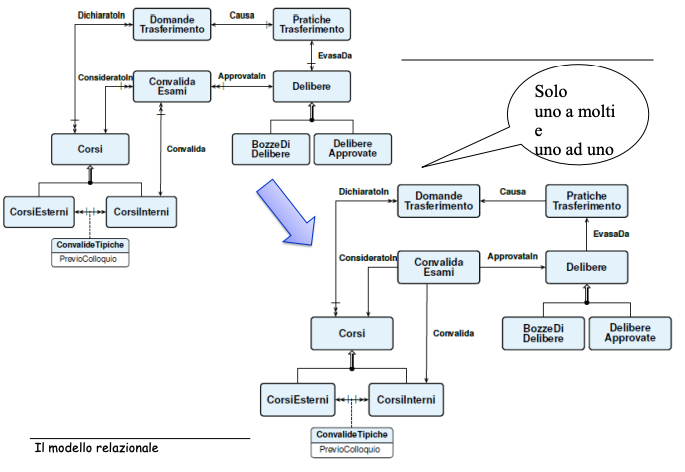 DichiaratoIn
Domande
Trasferimento
Causa
Pratiche
Trasferimento
EvasaDa
ConsideratoIn
Convalida
Esami
ApprovataIn
Delibere
Corsi
Convalida
BozzeDi
Delibere
Delibere
Approvate
CorsiEsterni
CorsiInterni
ConvalideTipiche
PrevioColloquio
Solo
uno a molti
e
uno ad uno
DichiaratoIn
Domande
Trasferimento
Causa
Pratiche
Trasferimento
EvasaDa
ConsideratoIn
Convalida
Esami
ApprovataIn
Delibere
Corsi
Convalida
BozzeDi
Delibere
Delibere
Approvate
CorsiEsterni
CorsiInterni
ConvalideTipiche
PrevioColloquio
Il modello relazionale